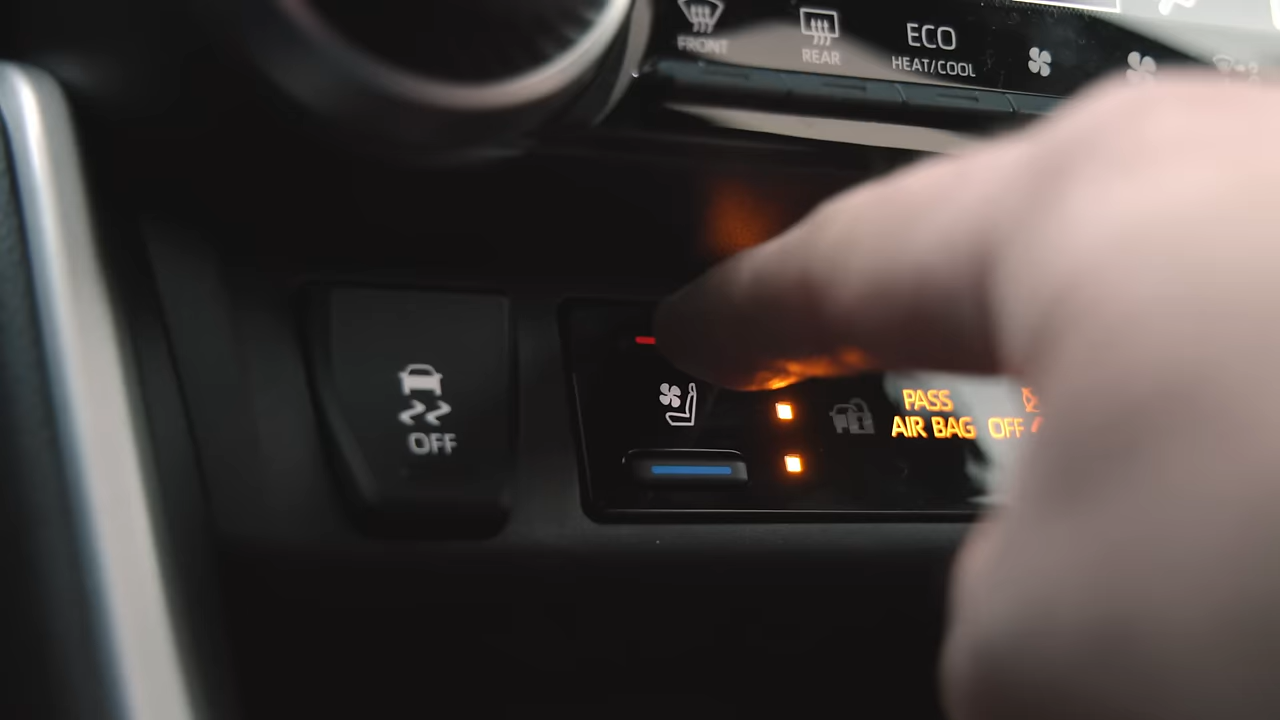 FRONT
REAR
ECO
HEAT/COOL
OFF
PASS
AIR BAG OFF